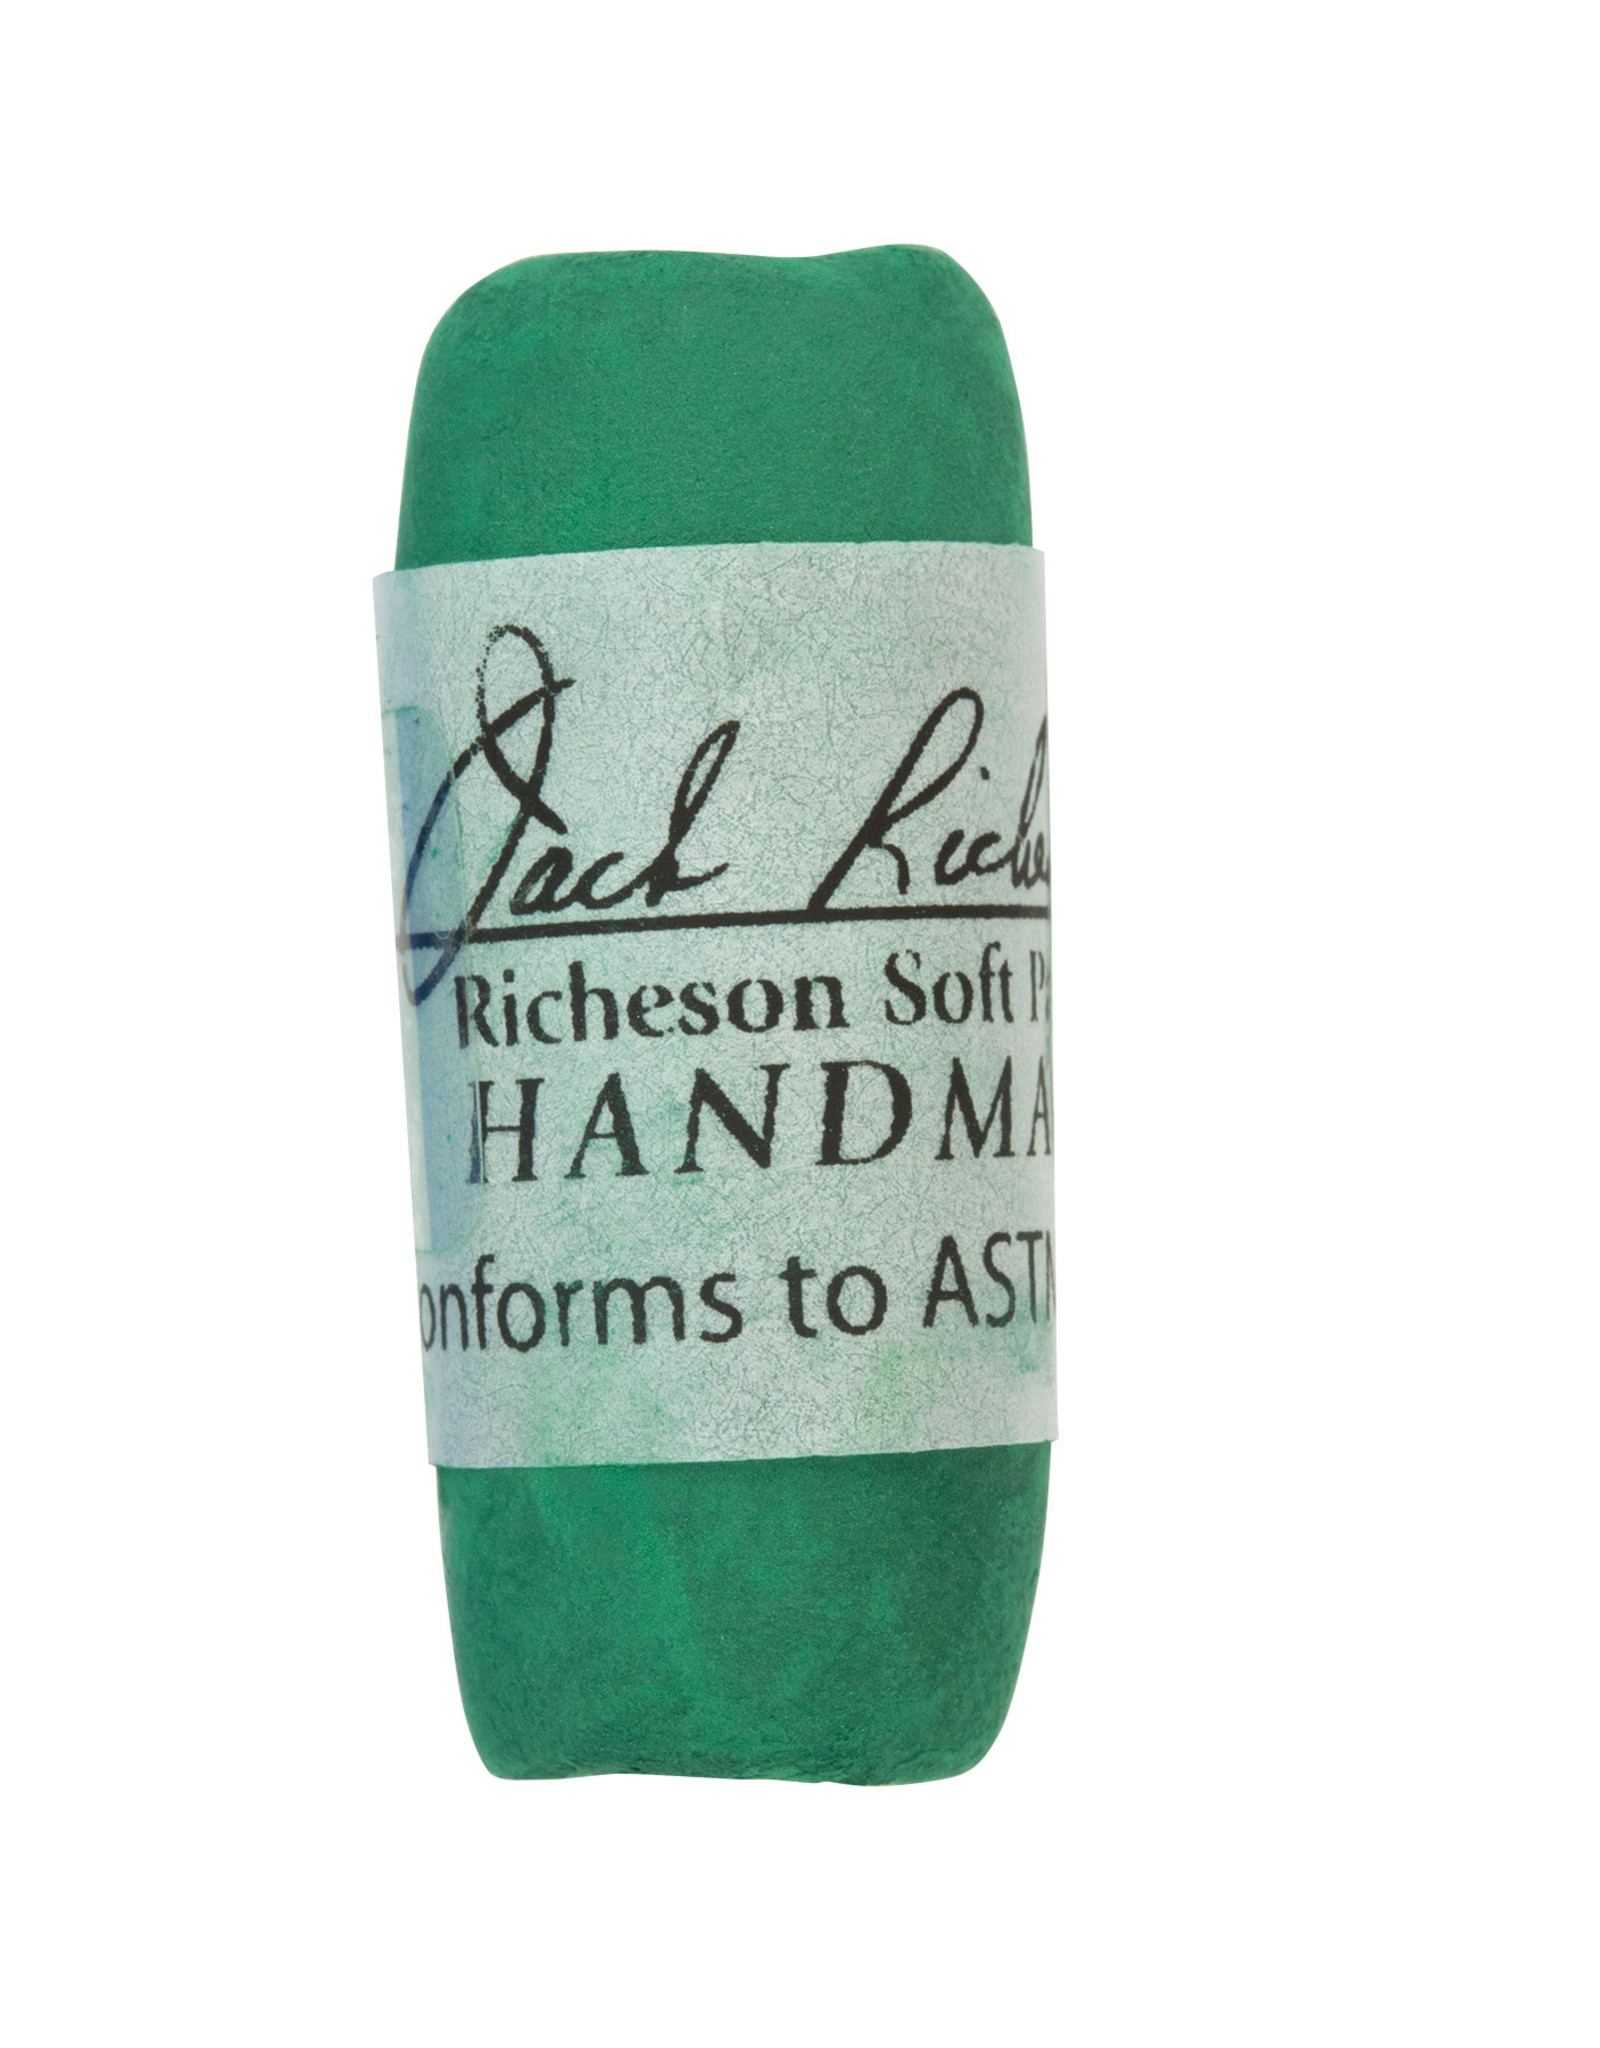 Jack Riche
Richeson Soft Pa
HANDMA
onforms to ASTM